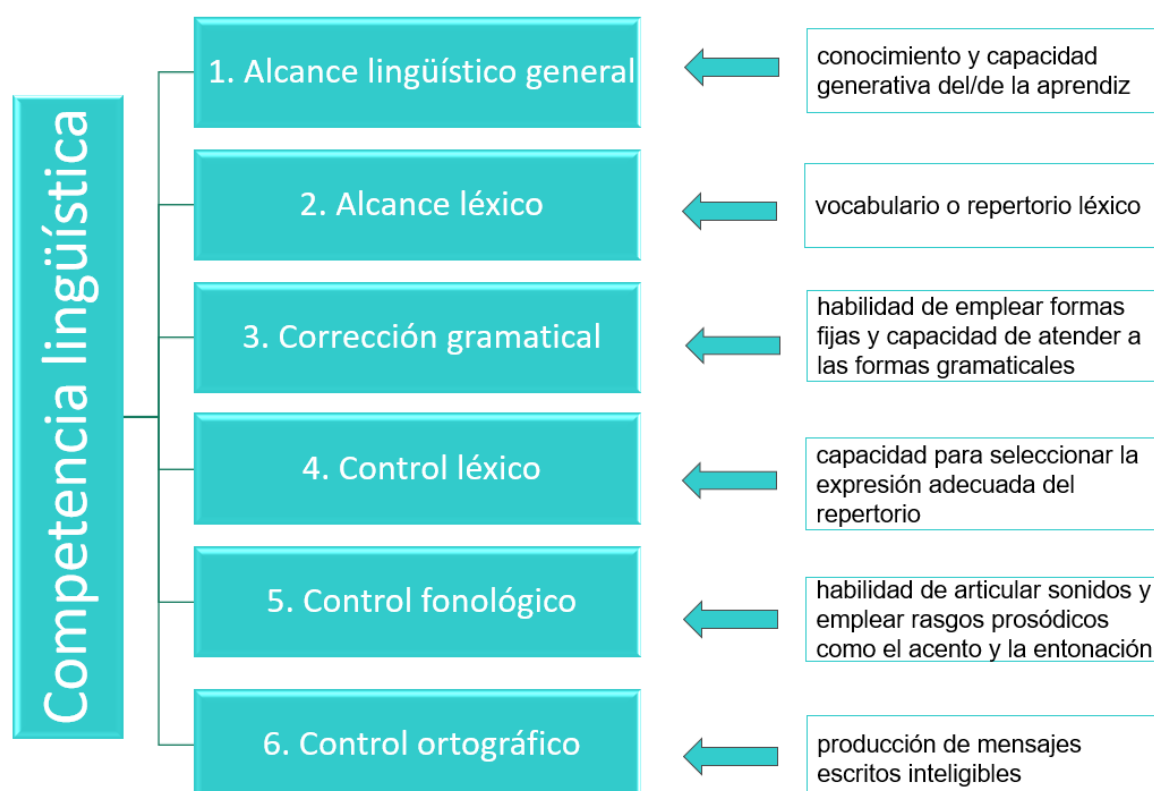 Competencia lingüística
1. Alcance lingüístico general
conocimiento y capacidad
generativa del/de la aprendiz
2. Alcance léxico
vocabulario o repertorio léxico
3. Corrección gramatical
habilidad de emplear formas
fijas y capacidad de atender a
las formas gramaticales
4. Control léxico
capacidad para seleccionar la
expresión adecuada del
repertorio
5. Control fonológico
habilidad de articular sonidos y
emplear rasgos prosódicos
como el acento y la entonación
6. Control ortográfico
producción de mensajes
escritos inteligibles